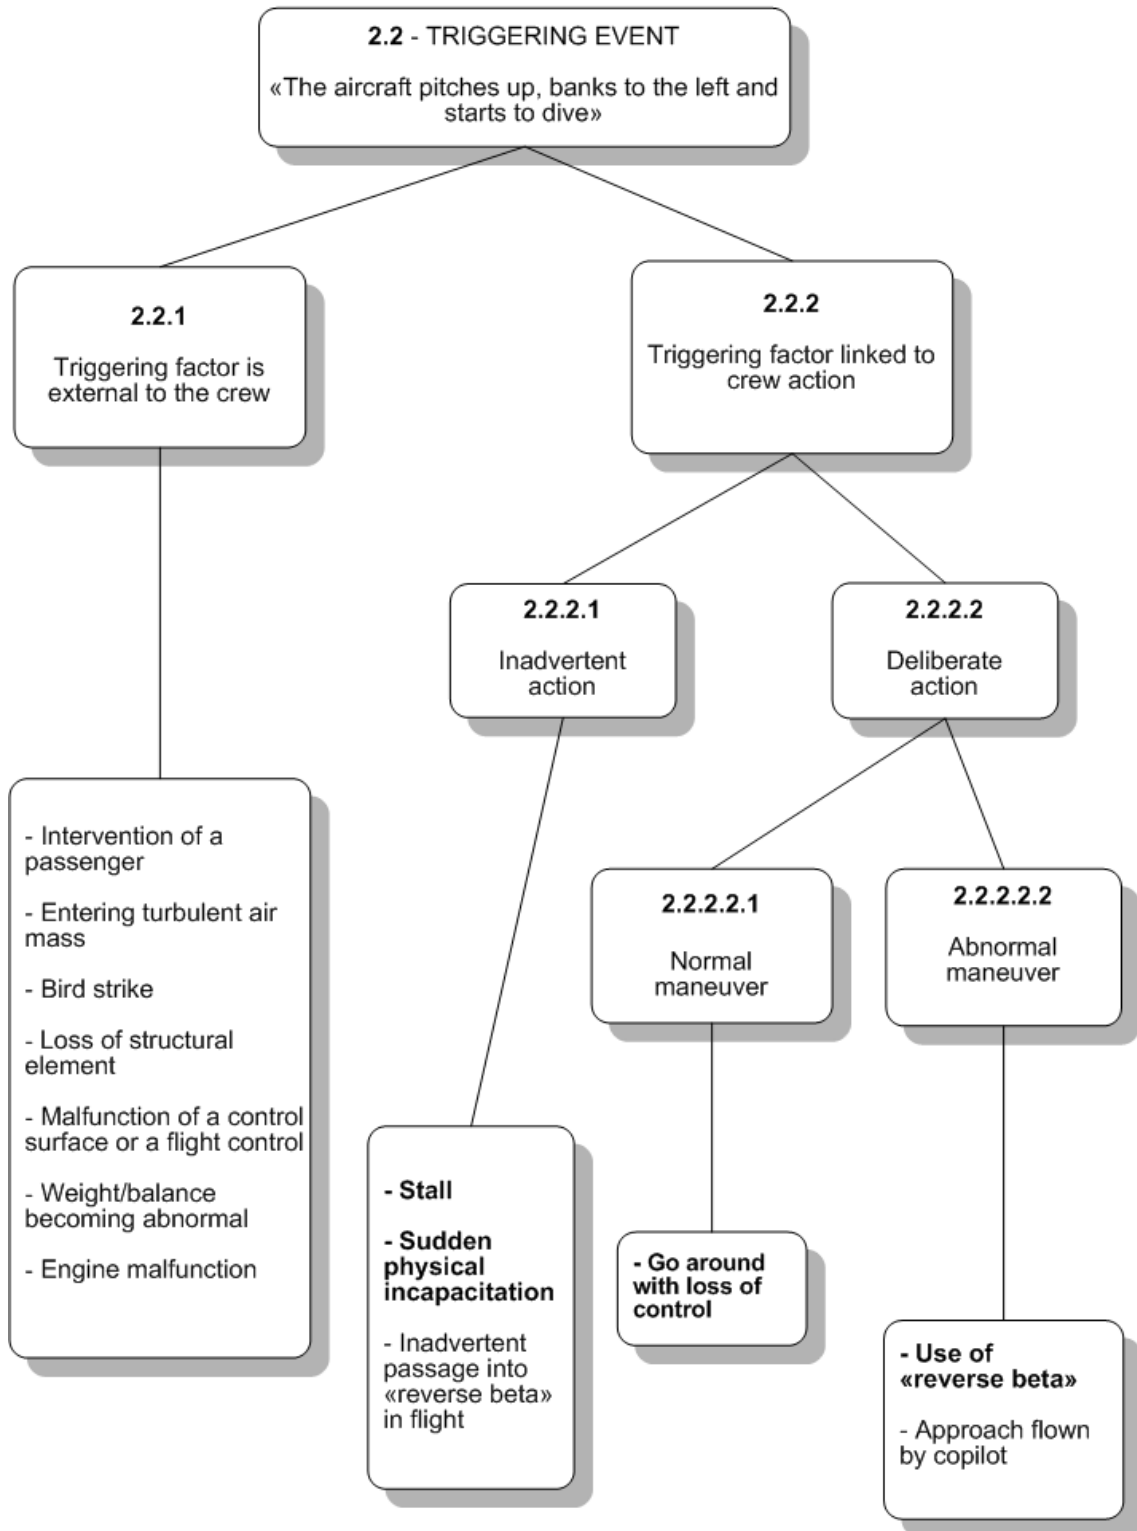 2.2 - TRIGGERING EVENT
«The aircraft pitches up, banks to the left and
starts to dive»
2.2.1
Triggering factor is
external to the crew
2.2.2
Triggering factor linked to
crew action
2.2.2.1
Inadvertent
action
2.2.2.2
Deliberate
action
- Intervention of a
passenger
- Entering turbulent air
mass
- Bird strike
- Loss of structural
element
- Malfunction of a control
surface or a flight control
- Weight/balance
becoming abnormal
- Engine malfunction
2.2.2.2.1
Normal
maneuver
2.2.2.2.2
Abnormal
maneuver
- Stall
- Sudden
physical
incapacitation
- Inadvertent
passage into
«reverse beta»
in flight
- Go around
with loss of
control
- Use of
«reverse beta»
- Approach flown
by copilot